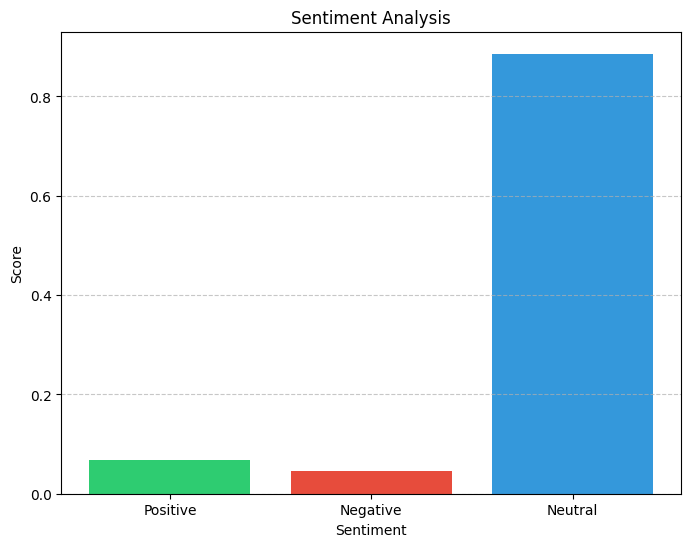 Sentiment Analysis
Score
0.8
0.6
0.4
0.2
0.0
Positive Negative Neutral
Sentiment